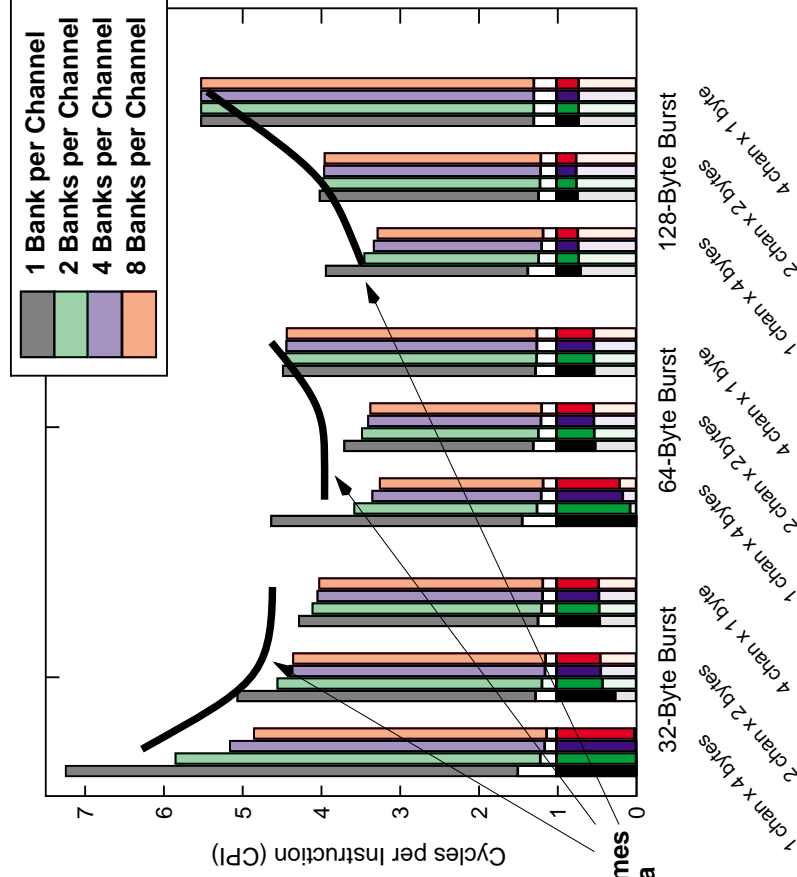 1 Bank per Channel
2 Banks per Channel
4 Banks per Channel
8 Banks per Channel
Cycles per Instruction (CPI)
7
6
5
4
3
2
1
0
32-Byte Burst
64-Byte Burst
128-Byte Burst
1 chan x 4 bytes
2 chan x 2 bytes
4 chan x 1 byte
1 chan x 4 bytes
2 chan x 2 bytes
4 chan x 1 byte
1 chan x 4 bytes
2 chan x 2 bytes
4 chan x 1 byte
mes
a